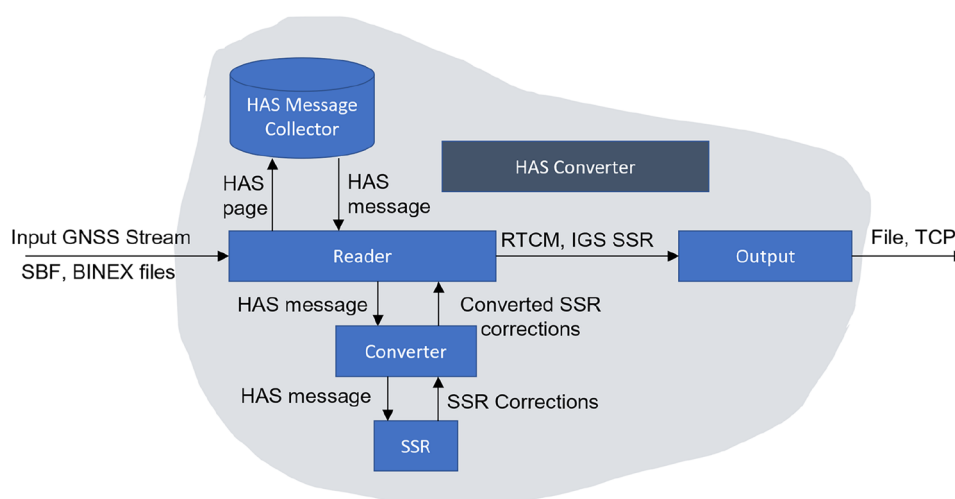 HAS Message
Collector
HAS Converter
HAS
page
HAS
message
Input GNSS Stream
SBF, BINEX files
Reader
RTCM, IGS SSR
Output
File, TCP
HAS message
Converted SSR
corrections
Converter
HAS message
SSR Corrections
SSR